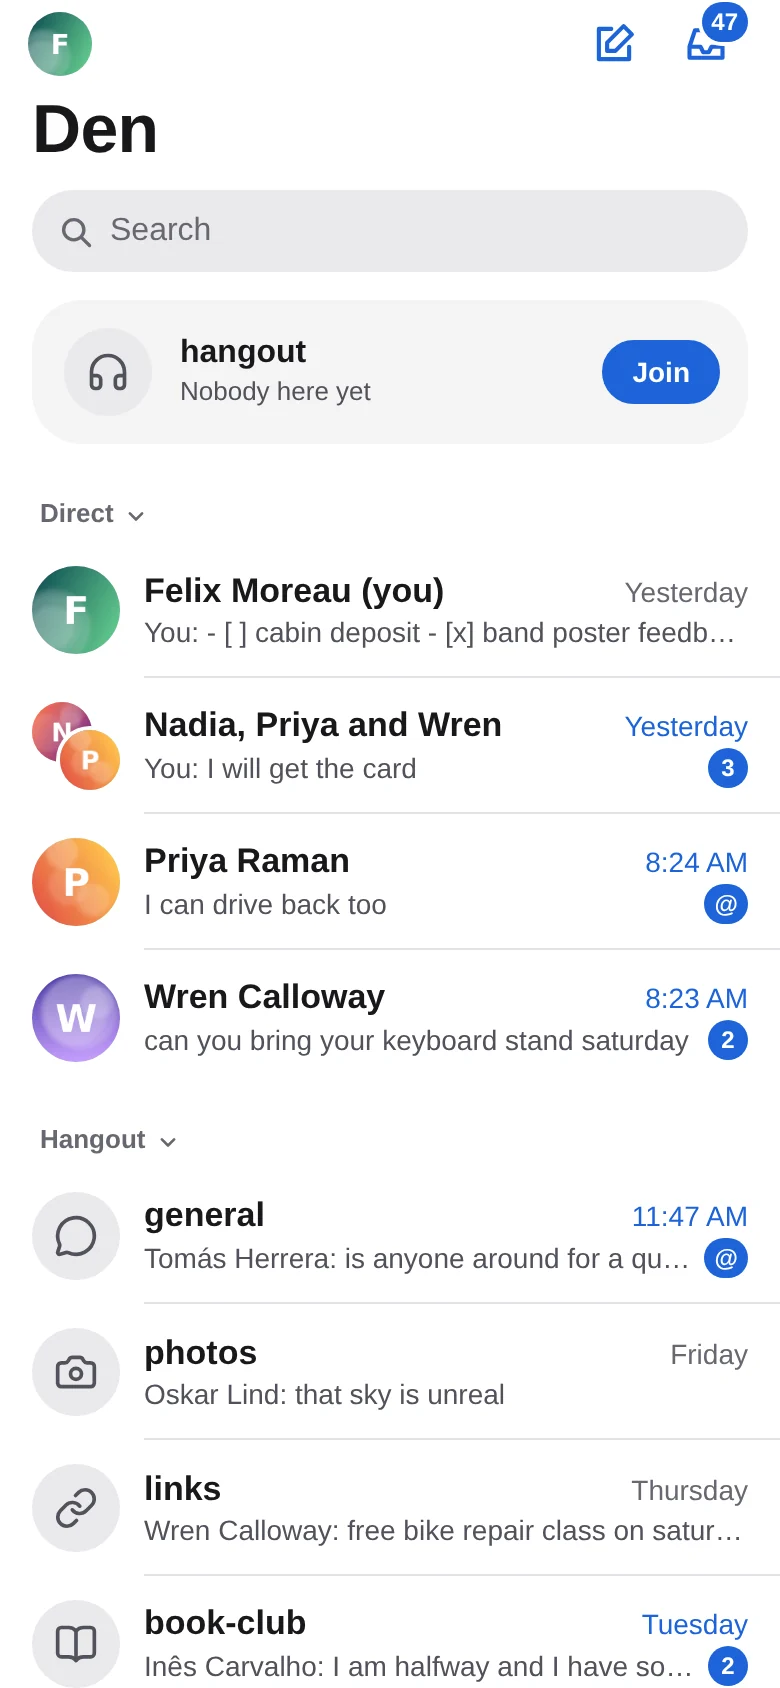 F
47
Den
Search
hangout
Nobody here yet
Join
Direct
F
Felix Moreau (you)
Yesterday
You: - [ ] cabin deposit - [x] band poster feedb…
N
P
Nadia, Priya and Wren
Yesterday
You: I will get the card
3
P
Priya Raman
8:24 AM
I can drive back too
@
W
Wren Calloway
8:23 AM
can you bring your keyboard stand saturday
2
Hangout
general
11:47 AM
Tomás Herrera: is anyone around for a qu…
@
photos
Friday
Oskar Lind: that sky is unreal
links
Thursday
Wren Calloway: free bike repair class on satur…
book-club
Tuesday
Inês Carvalho: I am halfway and I have so…
2